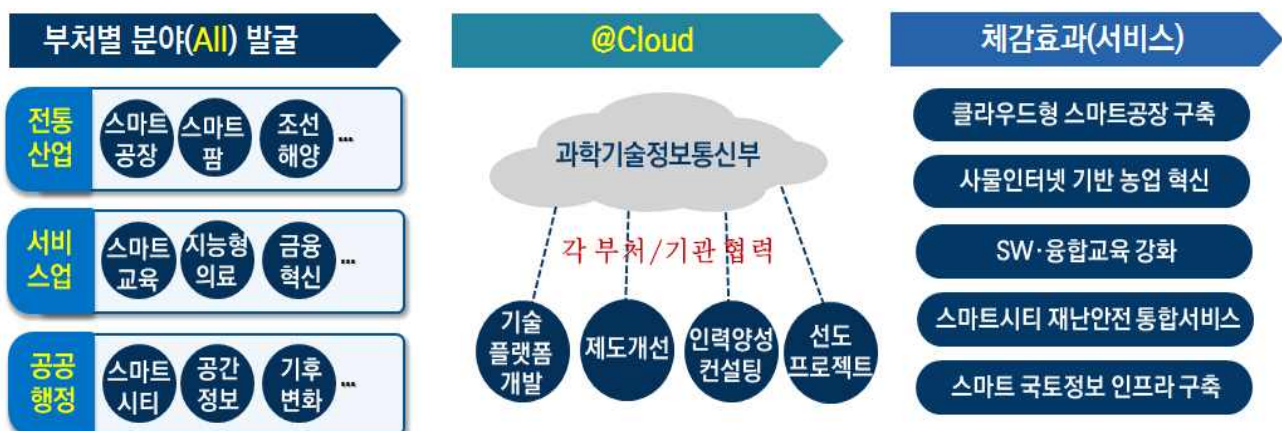 부처별 분야(All) 발굴
전통
산업
스마트
공장
스마트
팜
조선
해양
...
서비
스업
스마트
교육
지능형
의료
금융
혁신
...
공공
행정
스마트
시티
공간
정보
기후
변화
...
@Cloud
과학기술정보통신부
각 부처/기관 협력
기술
플랫폼
개발
제도개선
인력양성
컨설팅
선도
프로젝트
체감효과(서비스)
클라우드형 스마트공장 구축
사물인터넷 기반 농업 혁신
SW·융합교육 강화
스마트시티 재난안전 통합서비스
스마트 국토정보 인프라 구축